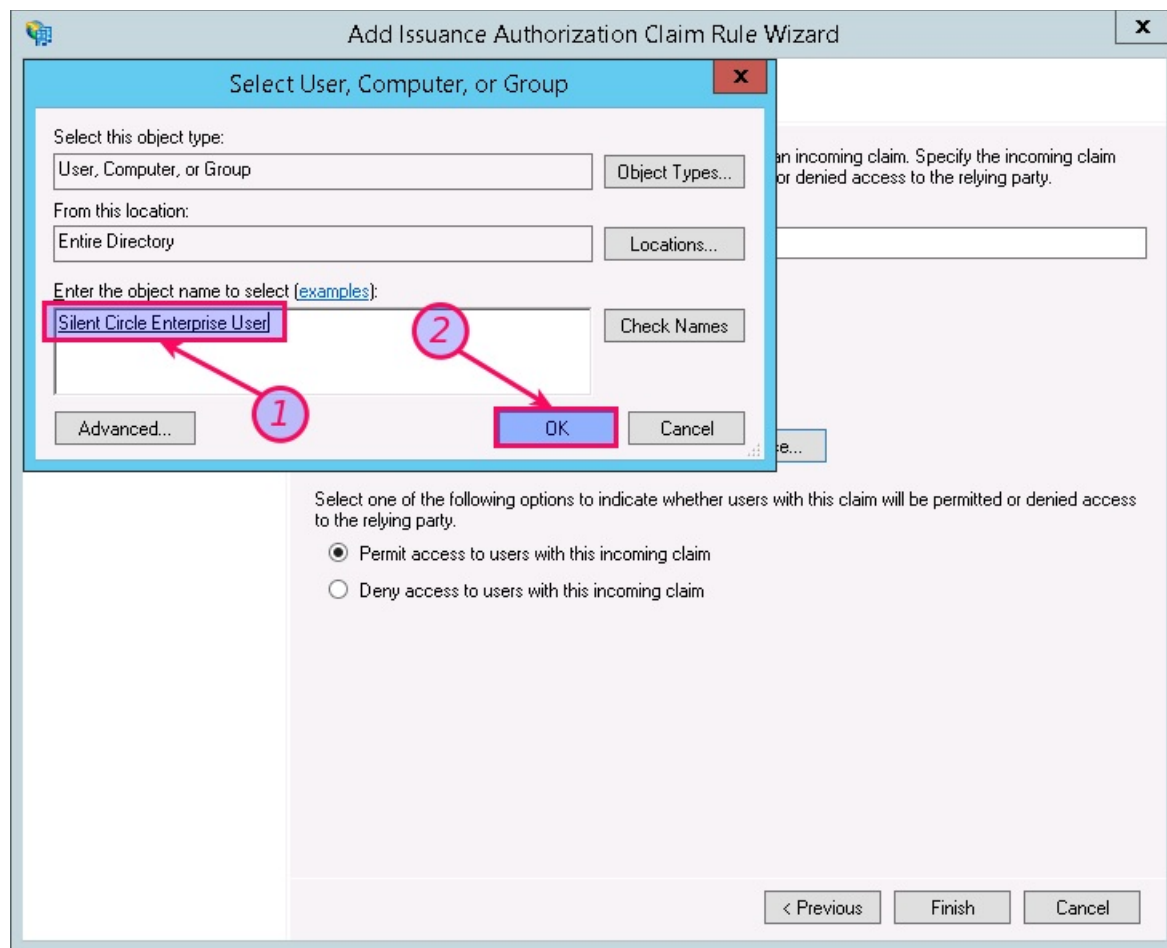 Add Issuance Authorization Claim Rule Wizard
x
Select User, Computer, or Group
x
Select this object type:
User, Computer, or Group
Object Types...
From this location:
Entire Directory
Locations...
Enter the object name to select (examples):
Silent Circle Enterprise User
Check Names
1
2
Advanced...
OK
Cancel
an incoming claim. Specify the incoming claim
or denied access to the relying party.
e...
Select one of the following options to indicate whether users with this claim will be permitted or denied access
to the relying party.
Permit access to users with this incoming claim
Deny access to users with this incoming claim
< Previous
Finish
Cancel